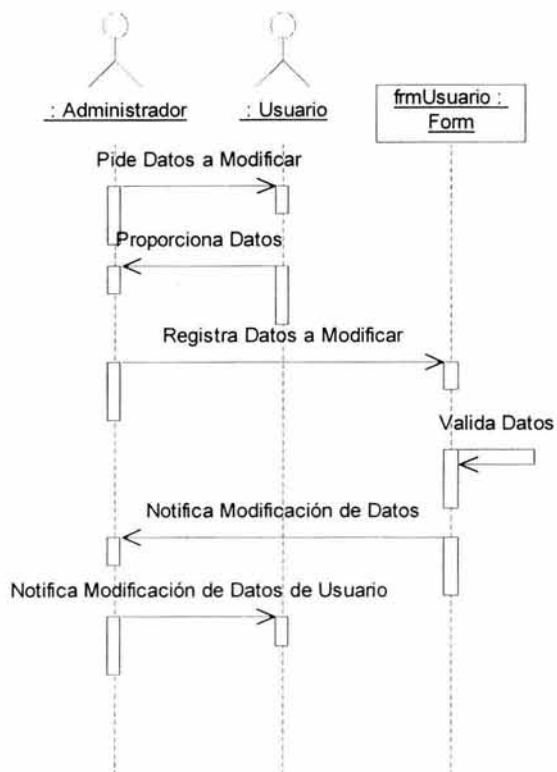 : Administrador
: Usuario
frmUsuario :
Form
Pide Datos a Modificar
Proporciona Datos
Registra Datos a Modificar
Valida Datos
Notifica Modificación de Datos
Notifica Modificación de Datos de Usuario